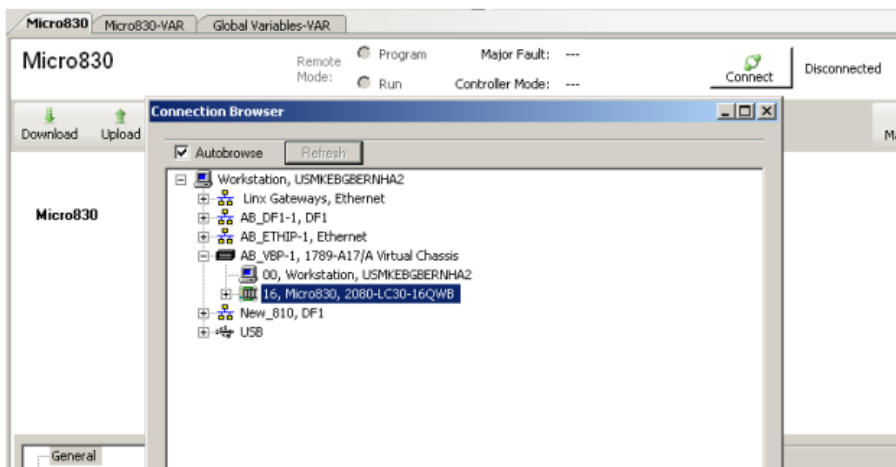 Micro830 Micro830-VAR Global Variables-VAR
Micro830
Remote Mode: Program Major Fault: ---
Run Controller Mode: ---
Connect Disconnected
Download Upload
Connection Browser
Autobrowse Refresh
Workstation, USMKEBGBERNHA2
Linx Gateways, Ethernet
AB_DF1-1, DF1
AB_ETHIP-1, Ethernet
AB_VBP-1, 1789-A17/A Virtual Chassis
00, Workstation, USMKEBGBERNHA2
16, Micro830, 2080-LC30-16QWB
New_810, DF1
USB
Micro830
General